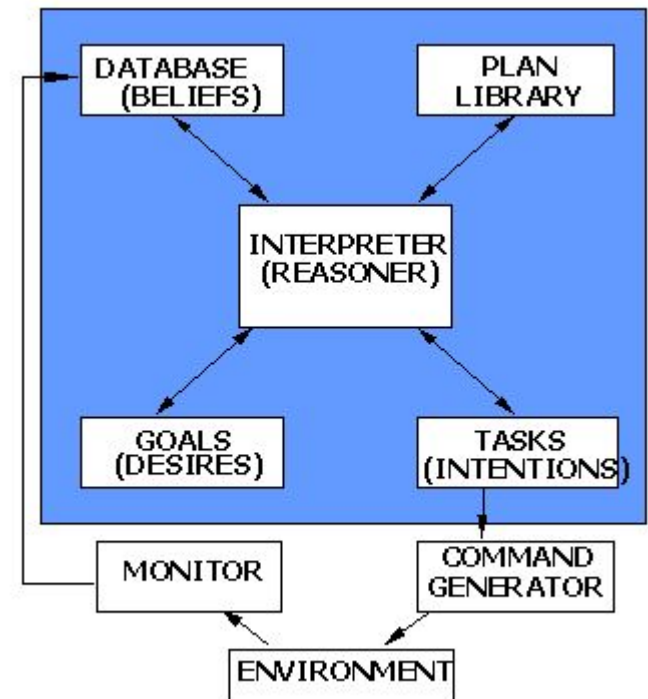 DATABASE
(BELIEFS)
PLAN
LIBRARY
INTERPRETER
(REASONER)
GOALS
(DESIRES)
TASKS
(INTENTIONS)
MONITOR
COMMAND
GENERATOR
ENVIRONMENT